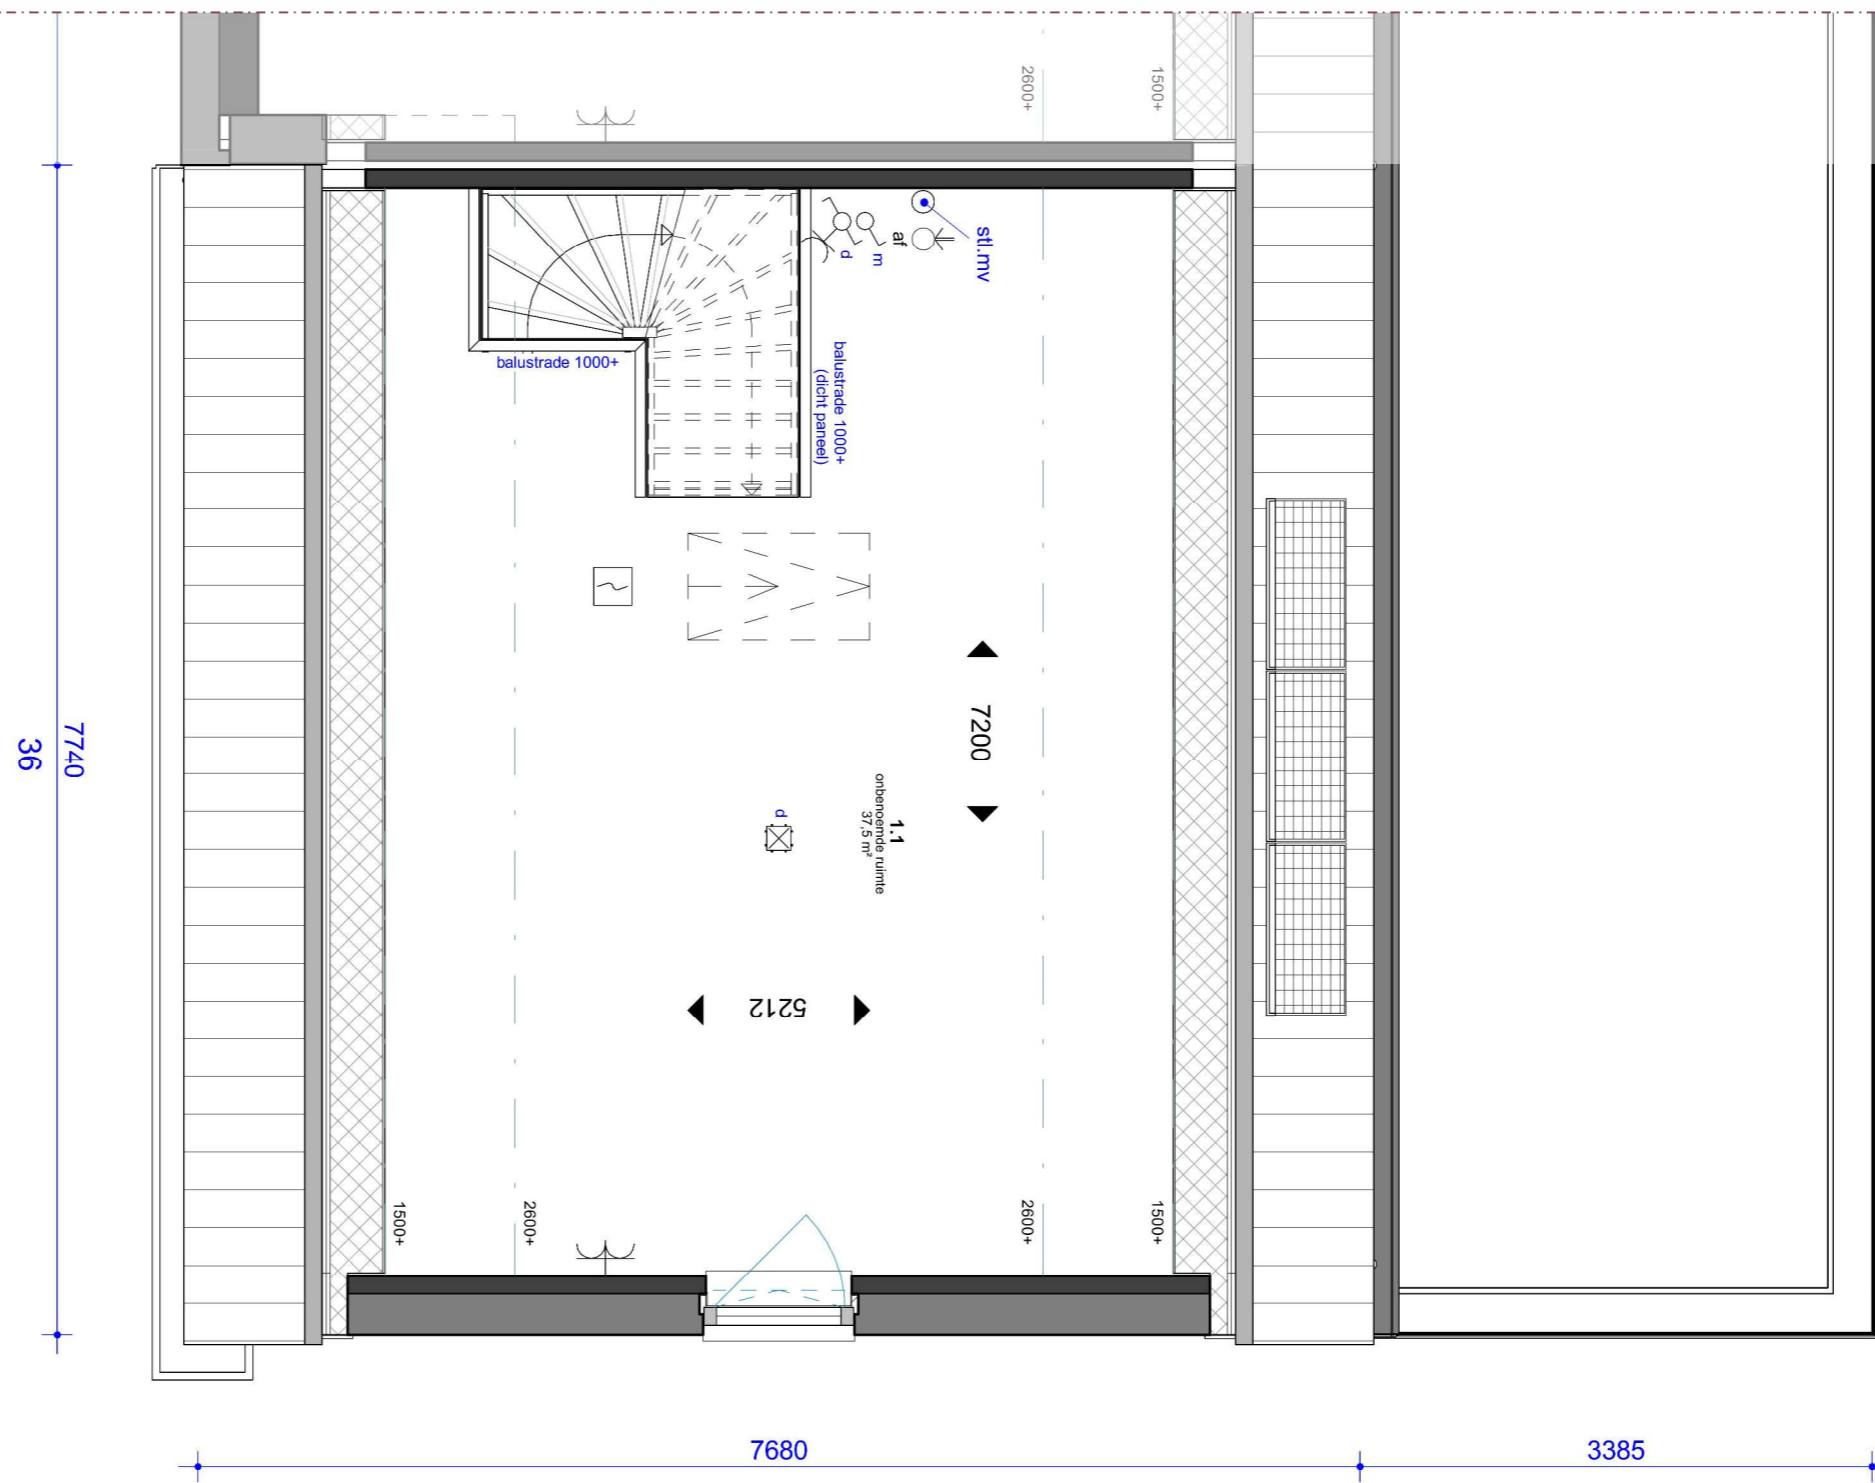 2600+
1500+
stl.mv
af
m
d
balustrade 1000+
balustrade 1000+
(dicht paneel)
7200
7740
36
1.1
onbenoemde ruimte
37,5 m²
d
5212
1500+
2600+
2600+
1500+
7680
3385